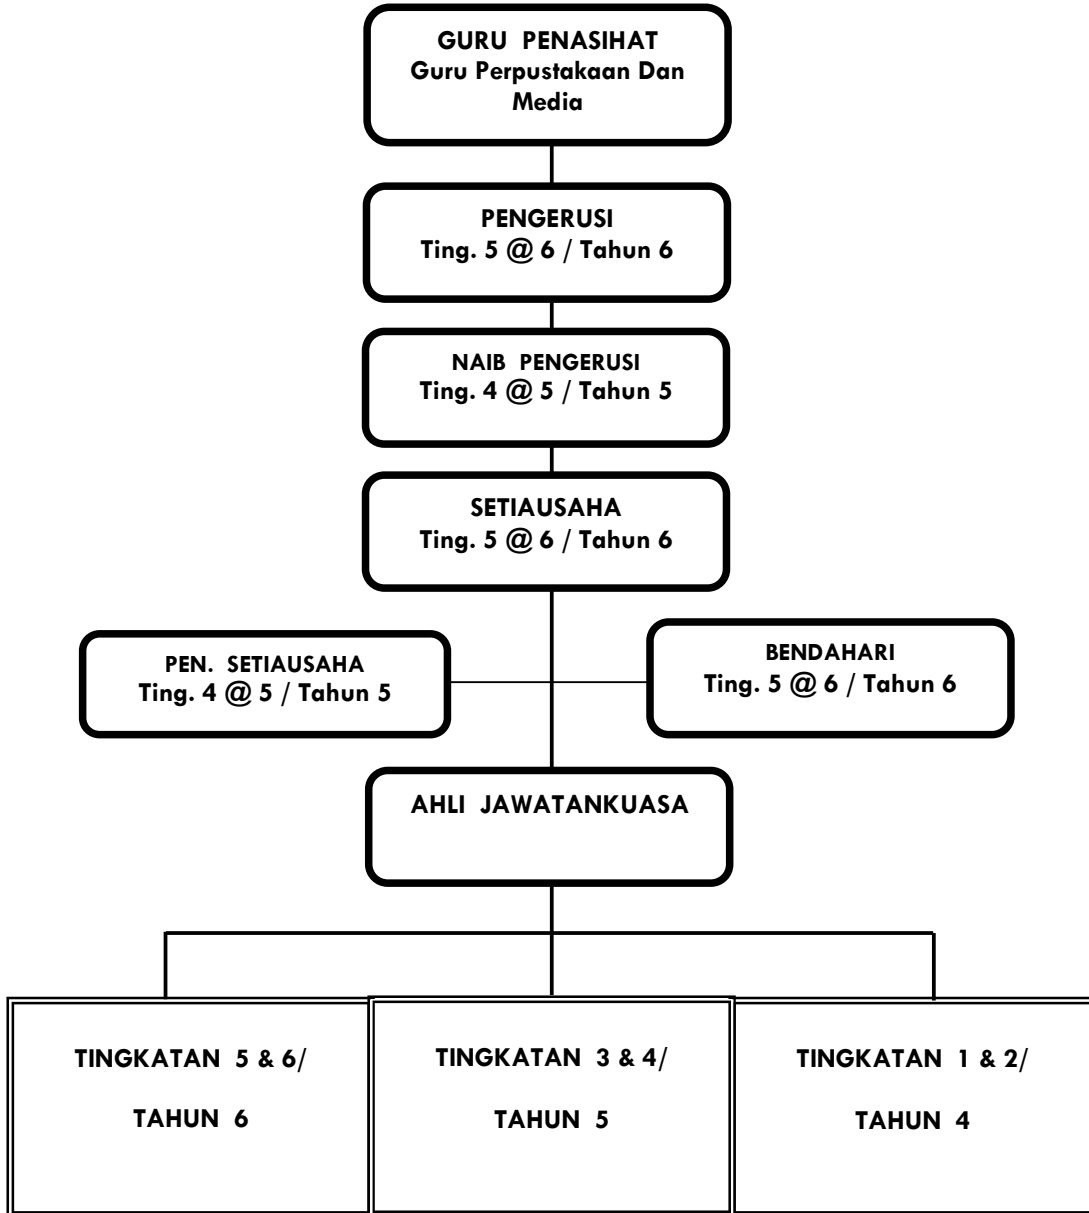 GURU PENASIHAT
Guru Perpustakaan Dan
Media
PENGERUSI
Ting. 5 @ 6 / Tahun 6
NAIB PENGERUSI
Ting. 4 @ 5 / Tahun 5
SETIAUSAHA
Ting. 5 @ 6 / Tahun 6
PEN. SETIAUSAHA
Ting. 4 @ 5 / Tahun 5
BENDAHARI
Ting. 5 @ 6 / Tahun 6
AHLI JAWATANKUASA
TINGKATAN 5 & 6/
TAHUN 6
TINGKATAN 3 & 4/
TAHUN 5
TINGKATAN 1 & 2/
TAHUN 4